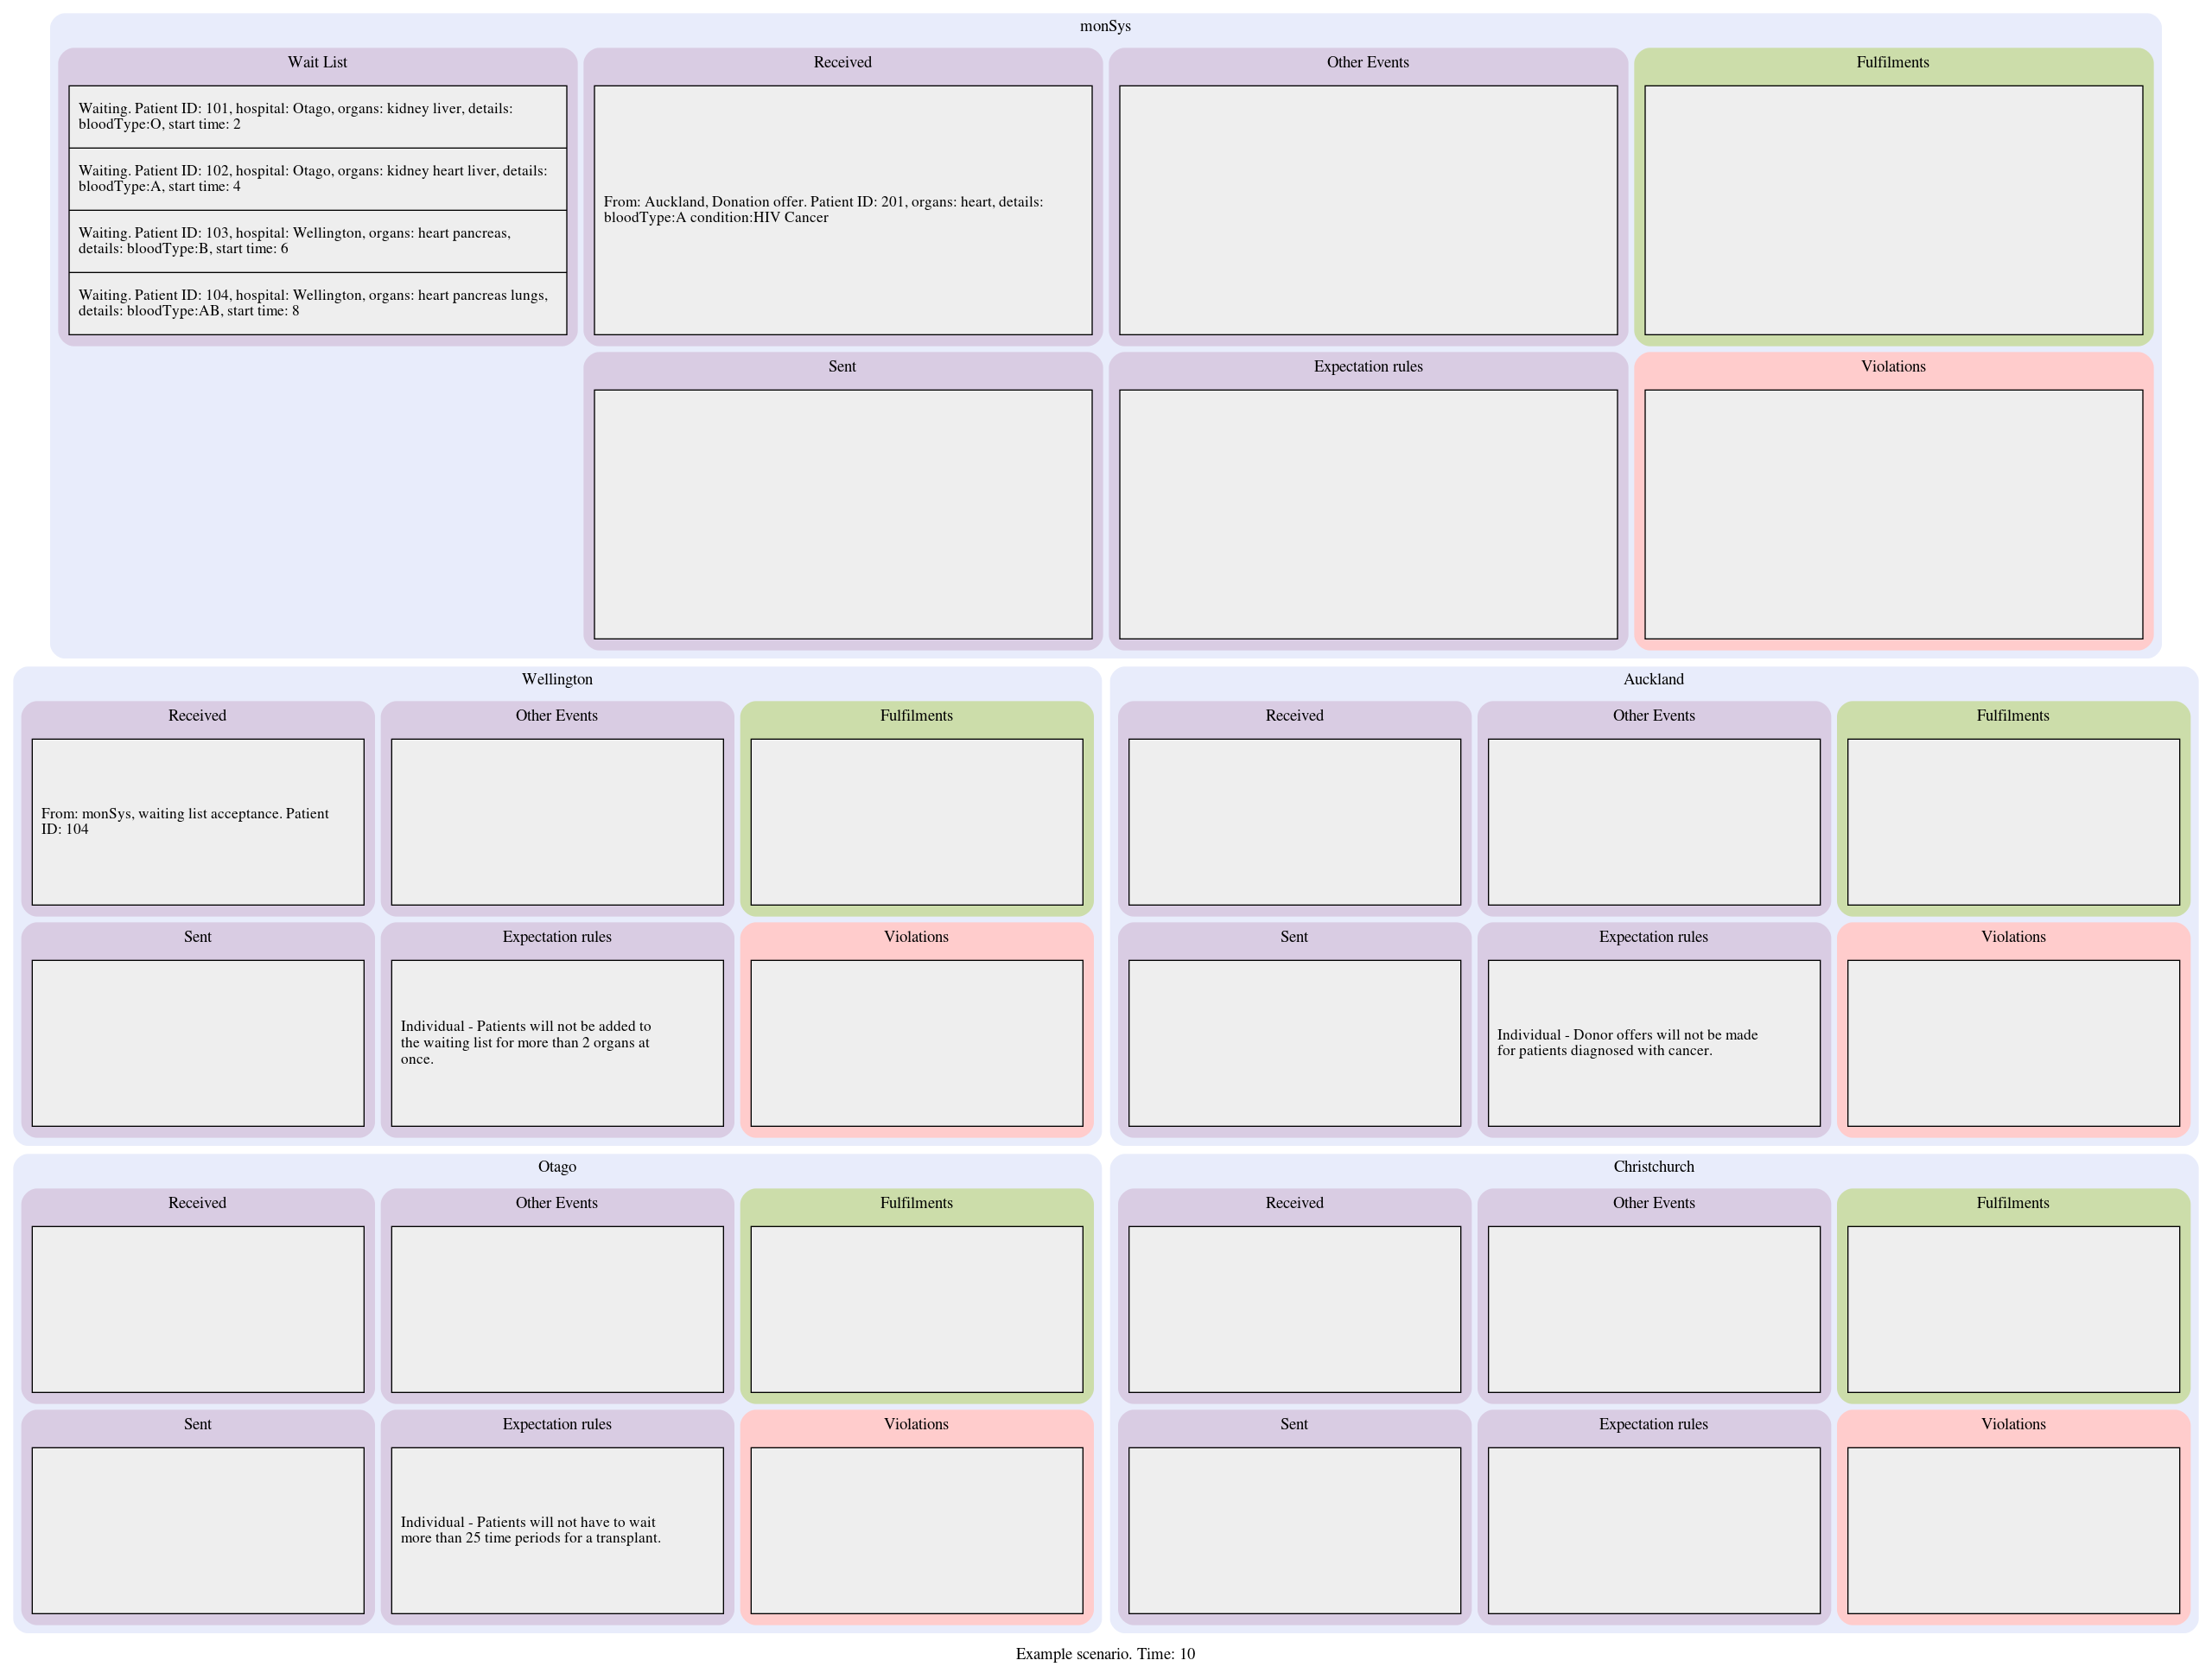 monSys
Wait List
Waiting. Patient ID: 101, hospital: Otago, organs: kidney liver, details:
bloodType:O, start time: 2
Waiting. Patient ID: 102, hospital: Otago, organs: kidney heart liver, details:
bloodType:A, start time: 4
Waiting. Patient ID: 103, hospital: Wellington, organs: heart pancreas,
details: bloodType:B, start time: 6
Waiting. Patient ID: 104, hospital: Wellington, organs: heart pancreas lungs,
details: bloodType:AB, start time: 8
Received
From: Auckland, Donation offer. Patient ID: 201, organs: heart, details:
bloodType:A condition:HIV Cancer
Other Events
Fulfilments
Sent
Expectation rules
Violations
Wellington
Received
From: monSys, waiting list acceptance. Patient
ID: 104
Other Events
Fulfilments
Sent
Expectation rules
Individual - Patients will not be added to
the waiting list for more than 2 organs at
once.
Violations
Auckland
Received
Other Events
Fulfilments
Sent
Expectation rules
Individual - Donor offers will not be made
for patients diagnosed with cancer.
Violations
Otago
Received
Other Events
Fulfilments
Sent
Expectation rules
Individual - Patients will not have to wait
more than 25 time periods for a transplant.
Violations
Christchurch
Received
Other Events
Fulfilments
Sent
Expectation rules
Violations
Example scenario. Time: 10